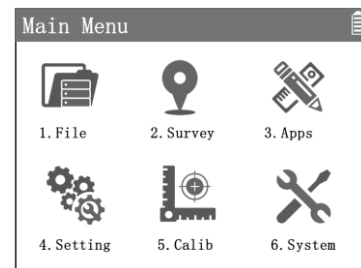 Main Menu
1.File
2.Survey
3.Apps
4.Setting
5.Calib
6.System